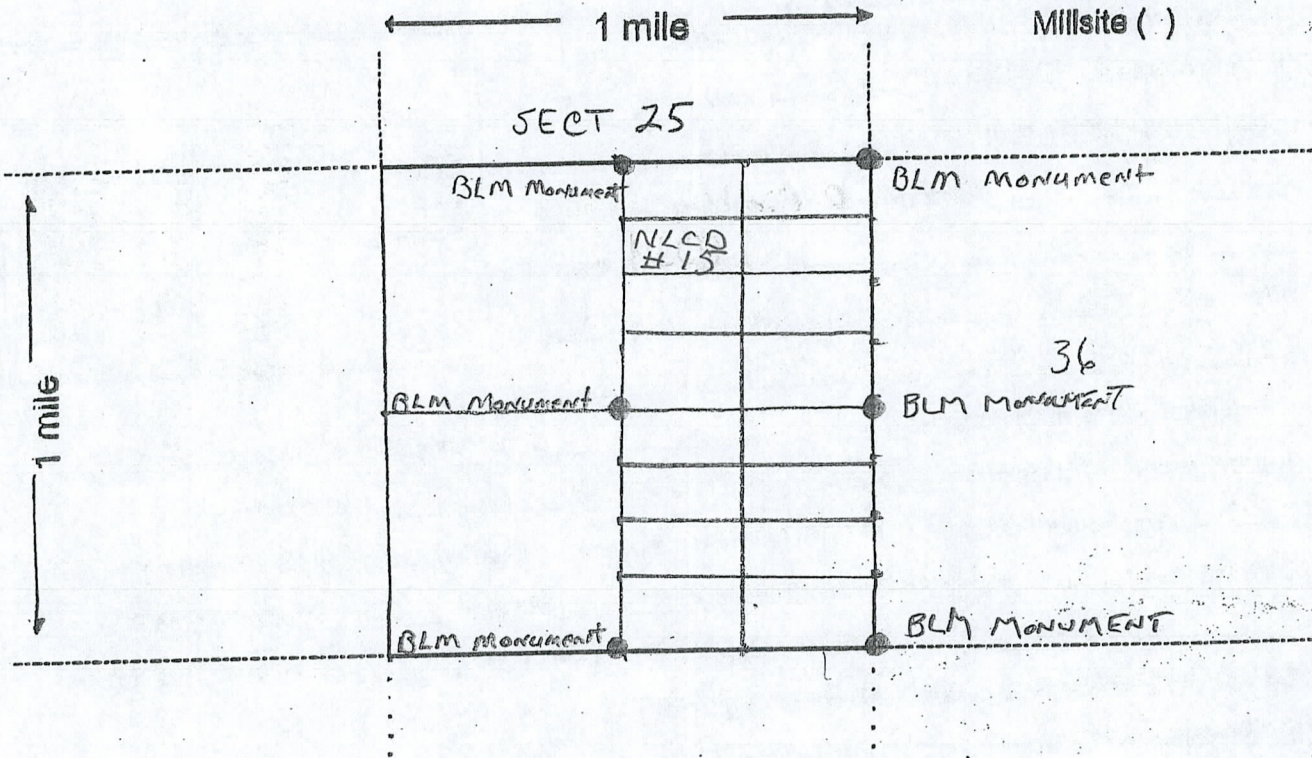 1 mile
Millsite ( )
SECT 25
BLM Monument
BLM Monument
NLCD
# 15
1 mile
36
BLM Monument
BLM MONUMENT
BLM Monument
BLM MONUMENT